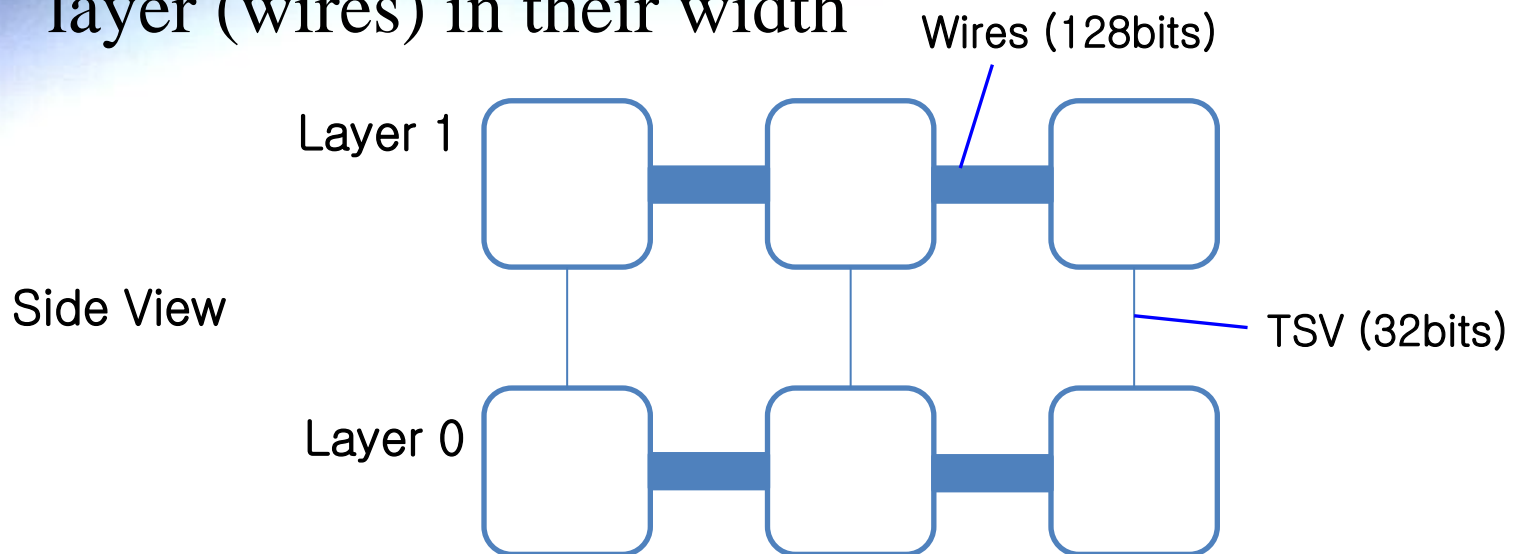 layer (wires) in their width
Wires (128bits)
Layer 1
Side View
TSV (32bits)
Layer 0